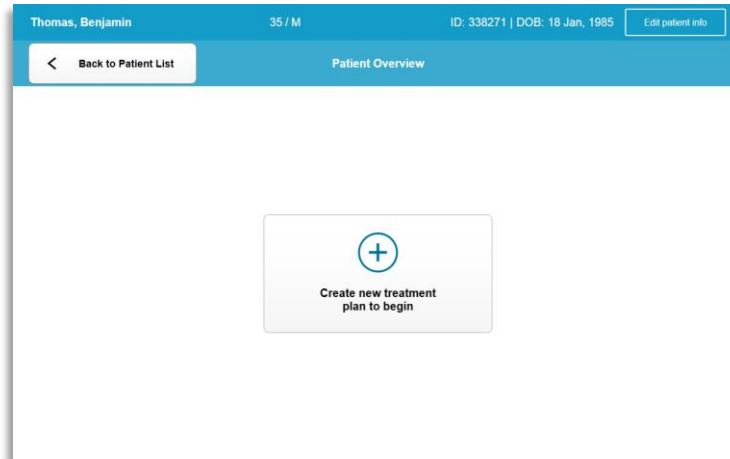 Thomas, Benjamin 35 / M ID: 338271 | DOB: 18 Jan, 1985 Edit patient info
Back to Patient List Patient Overview
Create new treatment
plan to begin